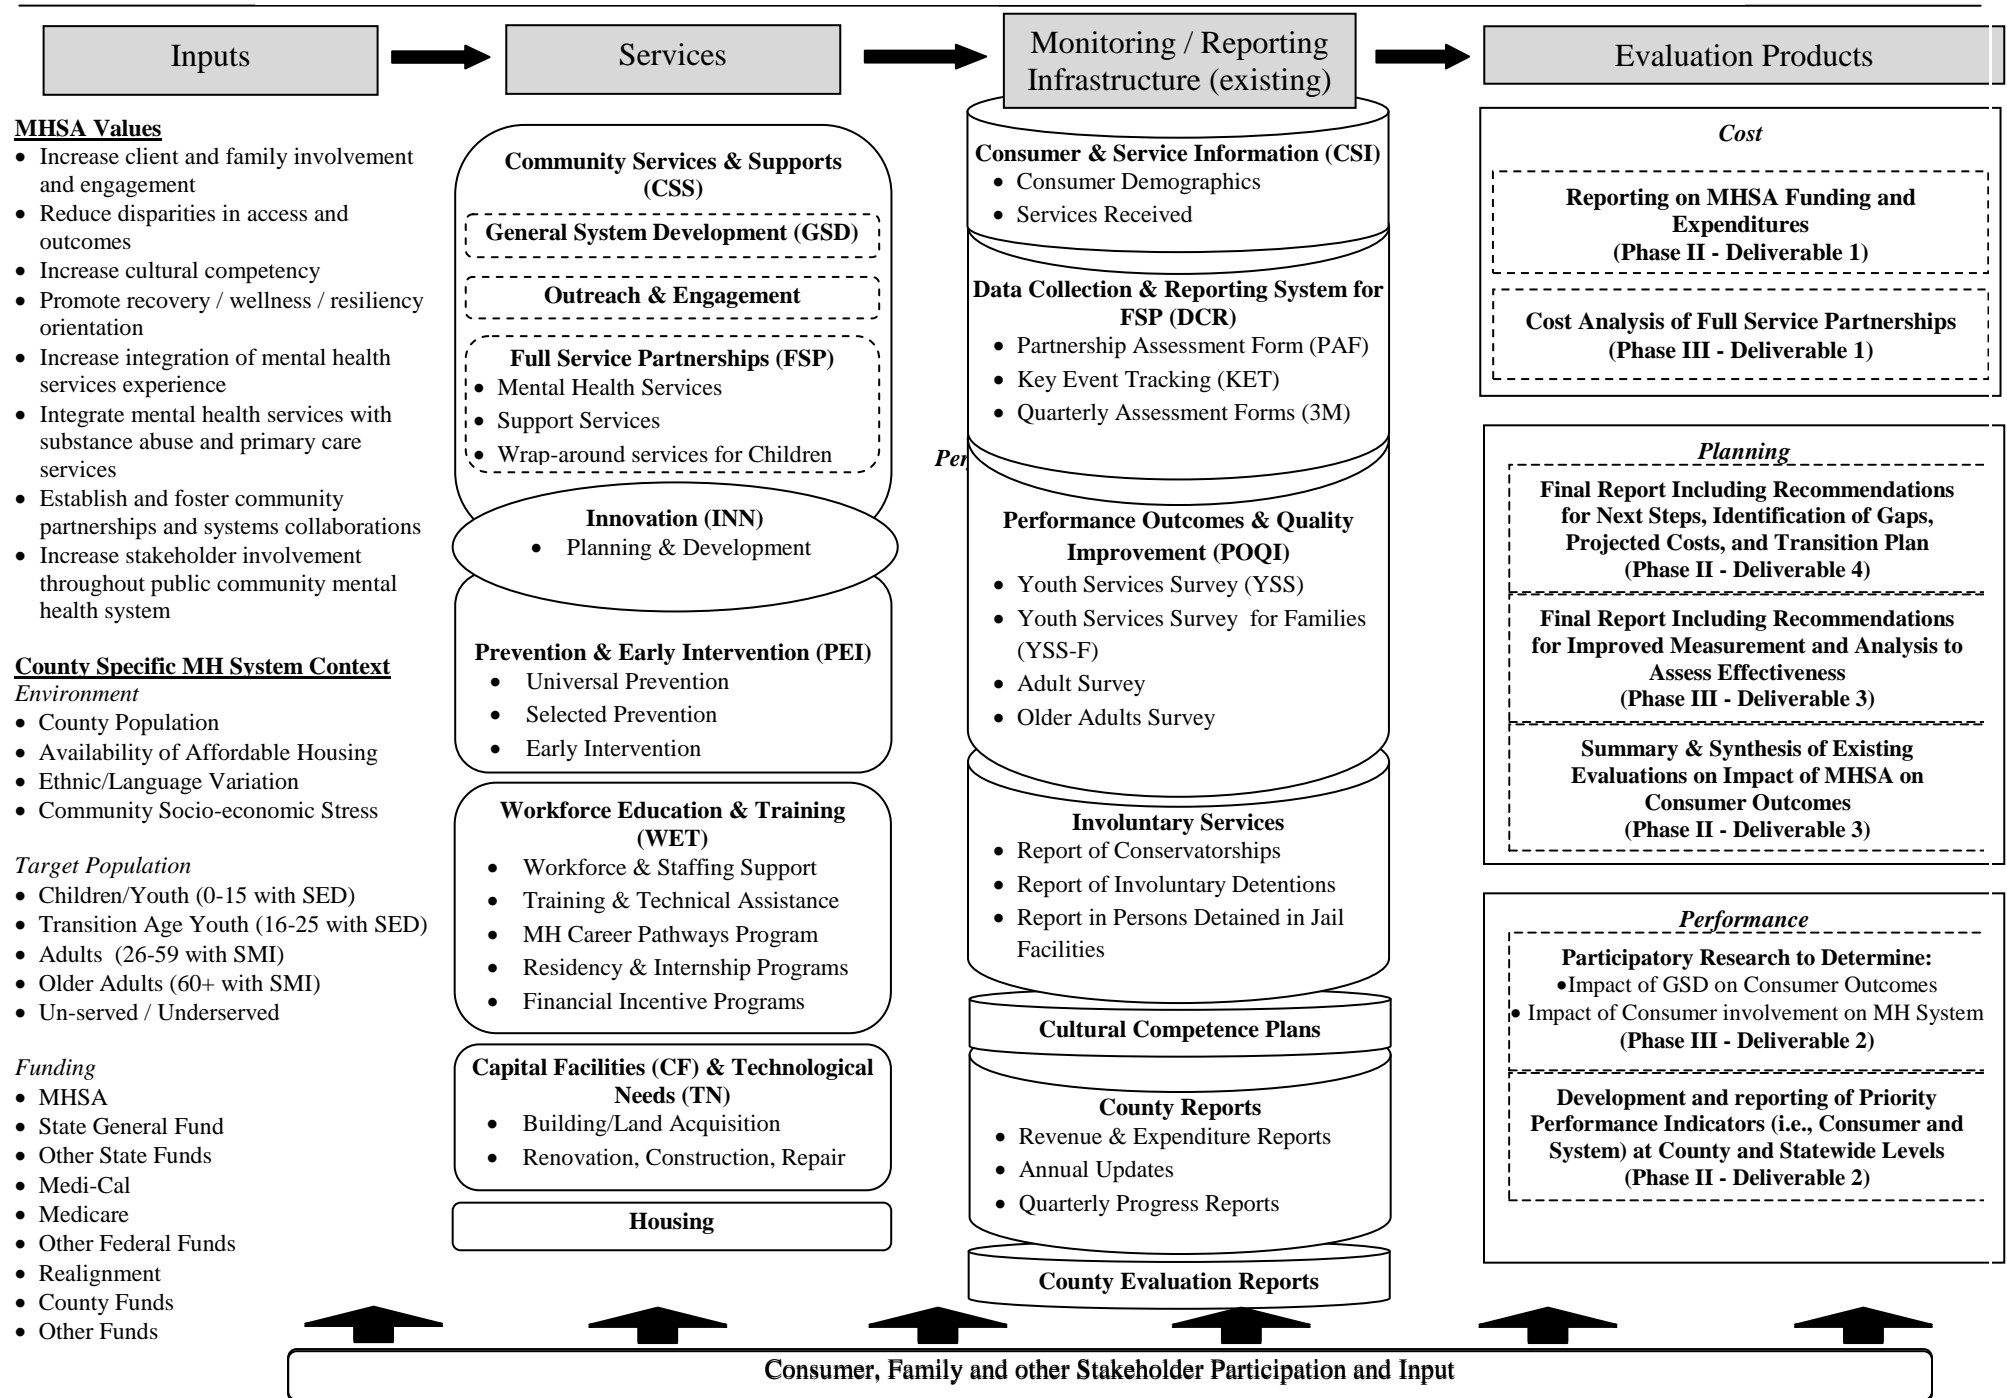 Inputs
Services
Monitoring / Reporting
Infrastructure (existing)
Evaluation Products
MHSA Values
• Increase client and family involvement
and engagement
• Reduce disparities in access and
outcomes
• Increase cultural competency
• Promote recovery / wellness / resiliency
orientation
• Increase integration of mental health
services experience
• Integrate mental health services with
substance abuse and primary care
services
• Establish and foster community
partnerships and systems collaborations
• Increase stakeholder involvement
throughout public community mental
health system
County Specific MH System Context
Environment
• County Population
• Availability of Affordable Housing
• Ethnic/Language Variation
• Community Socio-economic Stress
Target Population
• Children/Youth (0-15 with SED)
• Transition Age Youth (16-25 with SED)
• Adults (26-59 with SMI)
• Older Adults (60+ with SMI)
• Un-served / Underserved
Funding
• MHSA
• State General Fund
• Other State Funds
• Medi-Cal
• Medicare
• Other Federal Funds
• Realignment
• County Funds
• Other Funds
Community Services & Supports
(CSS)
General System Development (GSD)
Outreach & Engagement
Full Service Partnerships (FSP)
• Mental Health Services
• Support Services
• Wrap-around services for Children
Innovation (INN)
• Planning & Development
Prevention & Early Intervention (PEI)
• Universal Prevention
• Selected Prevention
• Early Intervention
Workforce Education & Training
(WET)
• Workforce & Staffing Support
• Training & Technical Assistance
• MH Career Pathways Program
• Residency & Internship Programs
• Financial Incentive Programs
Capital Facilities (CF) & Technological
Needs (TN)
• Building/Land Acquisition
• Renovation, Construction, Repair
Housing
Consumer & Service Information (CSI)
• Consumer Demographics
• Services Received
Data Collection & Reporting System for
FSP (DCR)
• Partnership Assessment Form (PAF)
• Key Event Tracking (KET)
• Quarterly Assessment Forms (3M)
Performance Outcomes & Quality
Improvement (POQI)
• Youth Services Survey (YSS)
• Youth Services Survey for Families
(YSS-F)
• Adult Survey
• Older Adults Survey
Involuntary Services
• Report of Conservatorships
• Report of Involuntary Detentions
• Report in Persons Detained in Jail
Facilities
Cultural Competence Plans
County Reports
• Revenue & Expenditure Reports
• Annual Updates
• Quarterly Progress Reports
County Evaluation Reports
Cost
Reporting on MHSA Funding and
Expenditures
(Phase II - Deliverable 1)
Cost Analysis of Full Service Partnerships
(Phase III - Deliverable 1)
Planning
Final Report Including Recommendations
for Next Steps, Identification of Gaps,
Projected Costs, and Transition Plan
(Phase II - Deliverable 4)
Final Report Including Recommendations
for Improved Measurement and Analysis to
Assess Effectiveness
(Phase III - Deliverable 3)
Summary & Synthesis of Existing
Evaluations on Impact of MHSA on
Consumer Outcomes
(Phase II - Deliverable 3)
Performance
Participatory Research to Determine:
•Impact of GSD on Consumer Outcomes
• Impact of Consumer involvement on MH System
(Phase III - Deliverable 2)
Development and reporting of Priority
Performance Indicators (i.e., Consumer and
System) at County and Statewide Levels
(Phase II - Deliverable 2)
Consumer, Family and other Stakeholder Participation and Input